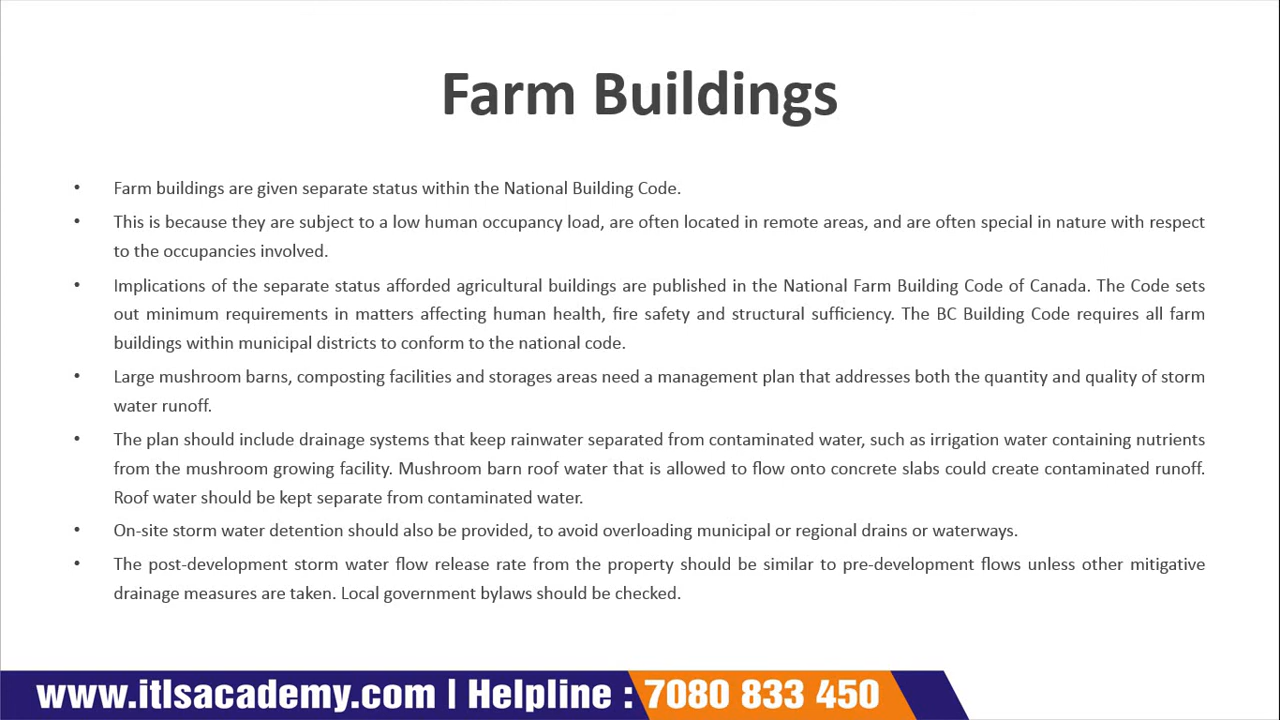 Farm Buildings
• Farm buildings are given separate status within the National Building Code.
• This is because they are subject to a low human occupancy load, are often located in remote areas, and are often special in nature with respect
to the occupancies involved.
• Implications of the separate status afforded agricultural buildings are published in the National Farm Building Code of Canada. The Code sets
out minimum requirements in matters affecting human health, fire safety and structural sufficiency. The BC Building Code requires all farm
buildings within municipal districts to conform to the national code.
• Large mushroom barns, composting facilities and storages areas need a management plan that addresses both the quantity and quality of storm
water runoff.
• The plan should include drainage systems that keep rainwater separated from contaminated water, such as irrigation water containing nutrients
from the mushroom growing facility. Mushroom barn roof water that is allowed to flow onto concrete slabs could create contaminated runoff.
Roof water should be kept separate from contaminated water.
• On-site storm water detention should also be provided, to avoid overloading municipal or regional drains or waterways.
• The post-development storm water flow release rate from the property should be similar to pre-development flows unless other mitigative
drainage measures are taken. Local government bylaws should be checked.
www.itlsacademy.com | Helpline : 7080 833 450